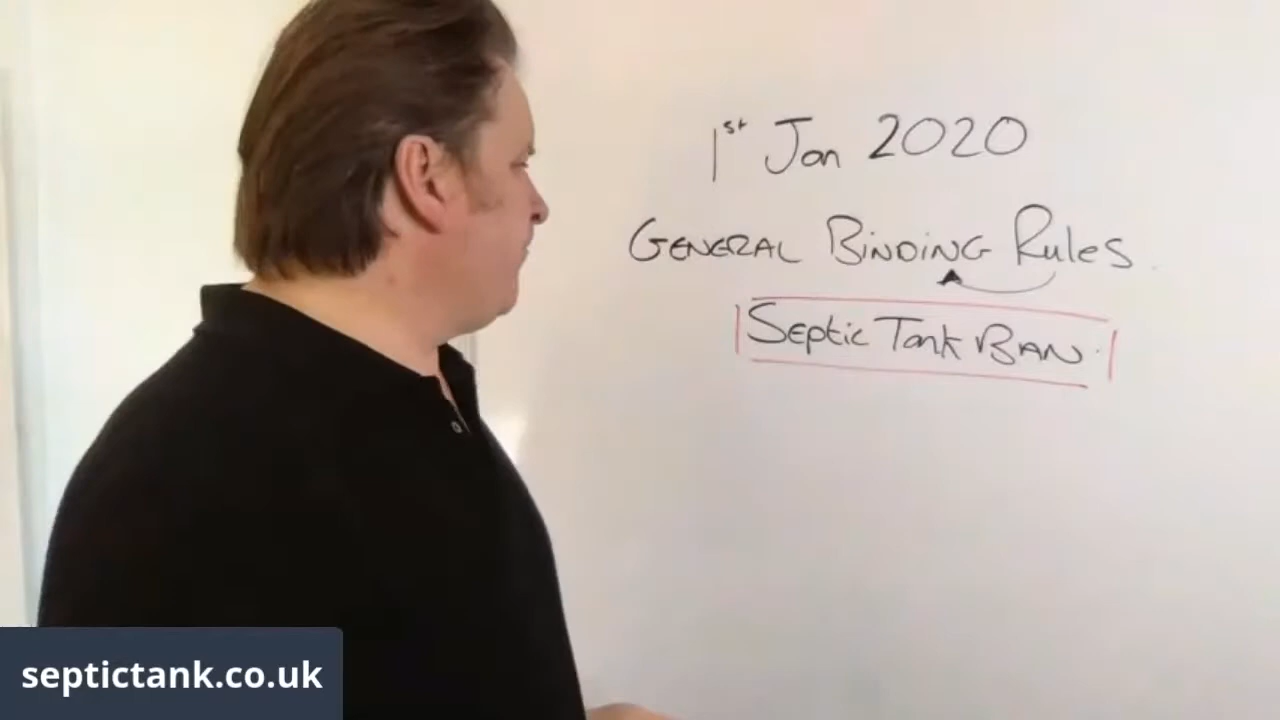 1st Jan 2020
GENERAL BiNDiNG RuleS.
SEptic Tank BAN.
septictank.co.uk